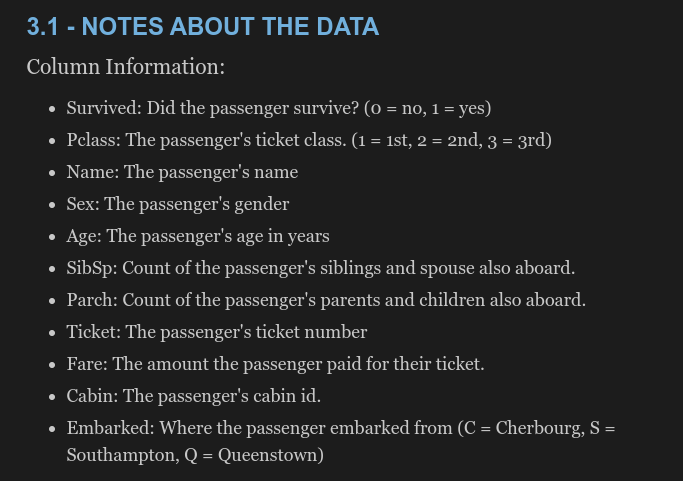 3.1 - NOTES ABOUT THE DATA
Column Information:
• Survived: Did the passenger survive? (0 = no, 1 = yes)
• Pclass: The passenger's ticket class. (1 = 1st, 2 = 2nd, 3 = 3rd)
• Name: The passenger's name
• Sex: The passenger's gender
• Age: The passenger's age in years
• SibSp: Count of the passenger's siblings and spouse also aboard.
• Parch: Count of the passenger's parents and children also aboard.
• Ticket: The passenger's ticket number
• Fare: The amount the passenger paid for their ticket.
• Cabin: The passenger's cabin id.
• Embarked: Where the passenger embarked from (C = Cherbourg, S =
Southampton, Q = Queenstown)